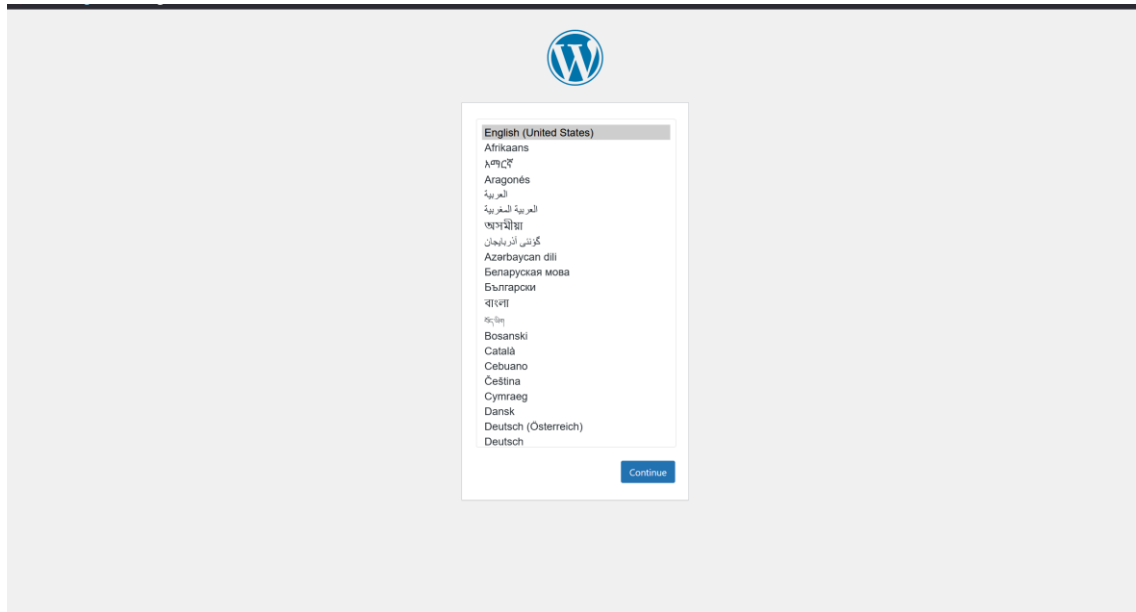 English (United States)
Afrikaans
አማርኛ
Aragonés
العربية
العربية المغربية
অসমীয়া
گؤنئی آذربایجان
Azərbaycan dili
Беларуская мова
Български
বাংলা
བོད་ཡིག
Bosanski
Català
Cebuano
Čeština
Cymraeg
Dansk
Deutsch (Österreich)
Deutsch
Continue